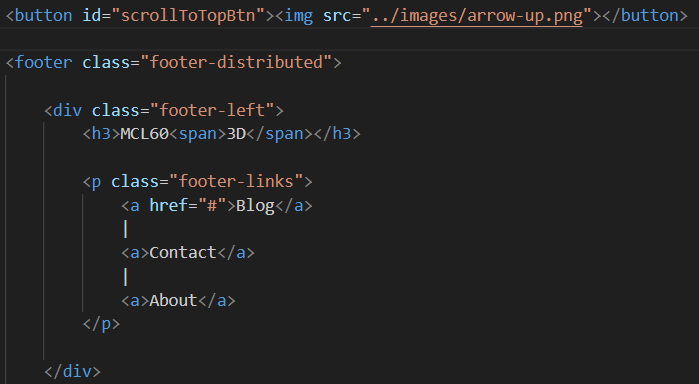 <button id="scrollToTopBtn"><img src="../images/arrow-up.png"></button>
<footer class="footer-distributed">
<div class="footer-left">
<h3>MCL60<span>3D</span></h3>
<p class="footer-links">
<a href="#">Blog</a>
|
<a>Contact</a>
|
<a>About</a>
</p>
</div>